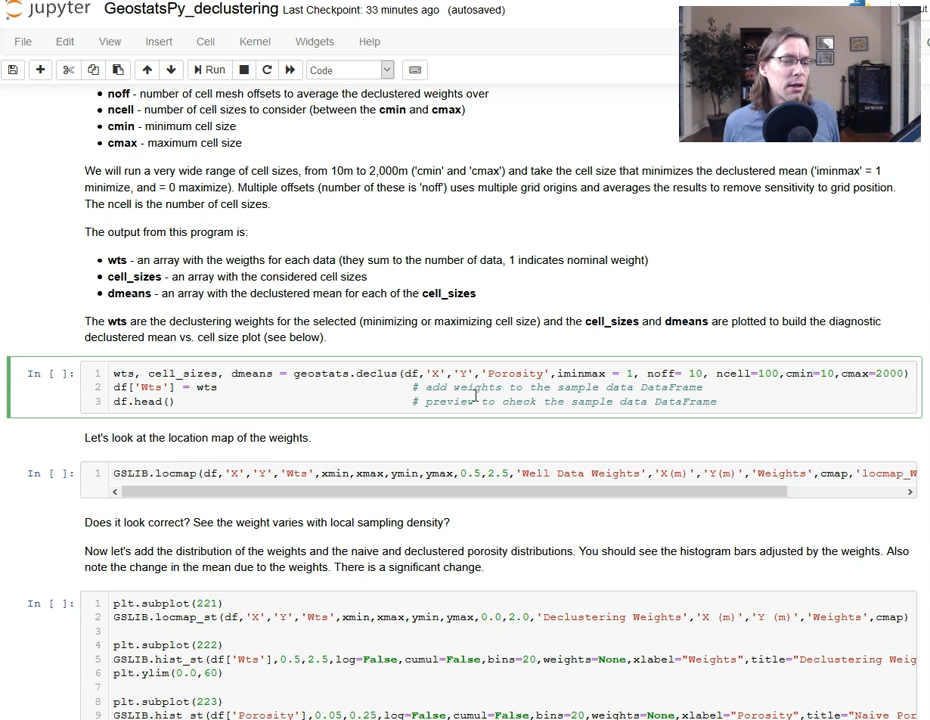 jupyter GeostatsPy_declustering Last Checkpoint: 33 minutes ago (autosaved)
File Edit View Insert Cell Kernel Widgets Help
Run Code
• noff - number of cell mesh offsets to average the declustered weights over
• ncell - number of cell sizes to consider (between the cmin and cmax)
• cmin - minimum cell size
• cmax - maximum cell size
We will run a very wide range of cell sizes, from 10m to 2,000m ('cmin' and 'cmax') and take the cell size that minimizes the declustered mean ('iminmax' = 1
minimize, and = 0 maximize). Multiple offsets (number of these is 'noff') uses multiple grid origins and averages the results to remove sensitivity to grid position.
The ncell is the number of cell sizes.
The output from this program is:
• wts - an array with the weigths for each data (they sum to the number of data, 1 indicates nominal weight)
• cell_sizes - an array with the considered cell sizes
• dmeans - an array with the declustered mean for each of the cell_sizes
The wts are the declustering weights for the selected (minimizing or maximizing cell size) and the cell_sizes and dmeans are plotted to build the diagnostic
declustered mean vs. cell size plot (see below).
In [ ]: 1 wts, cell_sizes, dmeans = geostats.declus(df,'X','Y','Porosity',iminmax = 1, noff= 10, ncell=100,cmin=10,cmax=2000)
2 df['Wts'] = wts # add weights to the sample data DataFrame
3 df.head() # preview to check the sample data DataFrame
Let's look at the location map of the weights.
In [ ]: 1 GSLIB.locmap(df,'X','Y','Wts',xmin,xmax,ymin,ymax,0.5,2.5,'Well Data Weights','X(m)','Y(m)','Weights',cmap,'locmap_W
Does it look correct? See the weight varies with local sampling density?
Now let's add the distribution of the weights and the naive and declustered porosity distributions. You should see the histogram bars adjusted by the weights. Also
note the change in the mean due to the weights. There is a significant change.
In [ ]: 1 plt.subplot(221)
2 GSLIB.locmap_st(df,'X','Y','Wts',xmin,xmax,ymin,ymax,0.0,2.0,'Declustering Weights','X (m)','Y (m)','Weights',cmap)
3
4 plt.subplot(222)
5 GSLIB.hist_st(df['Wts'],0.5,2.5,log=False,cumul=False,bins=20,weights=None,xlabel="Weights",title="Declustering Weig
6 plt.ylim(0.0,60)
7
8 plt.subplot(223)
9 GSLIB.hist_st(df['Porosity'],0.05,0.25,log=False,cumul=False,bins=20,weights=None,xlabel="Porosity",title="Naive Por